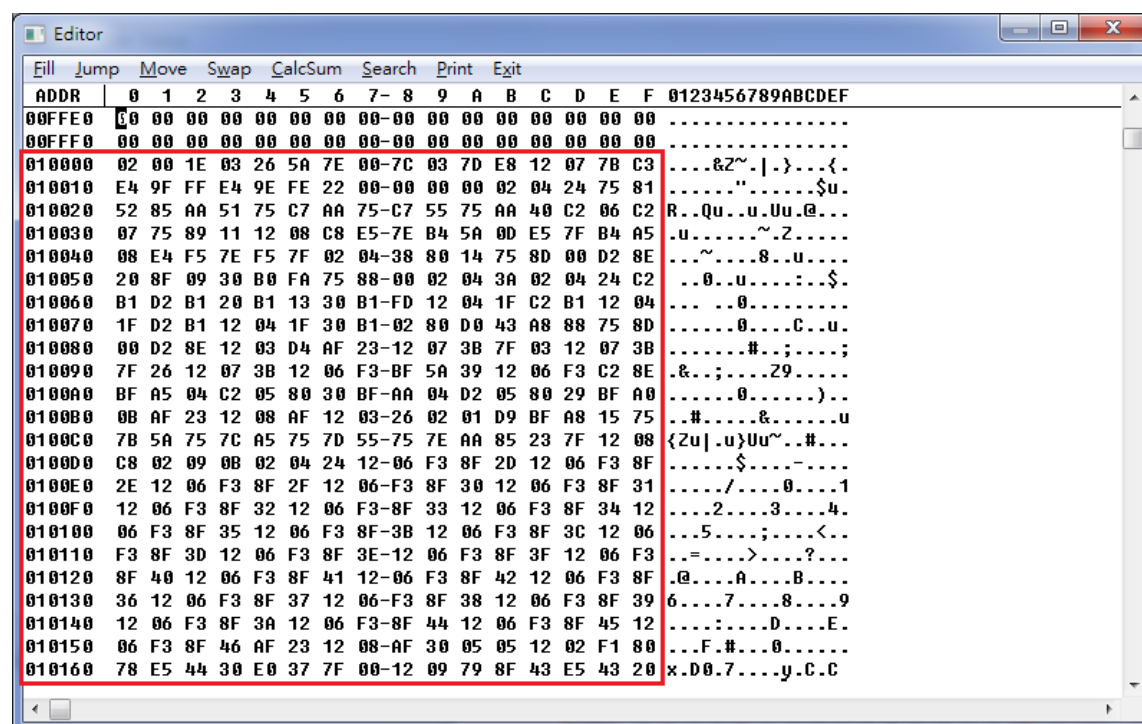 Editor
Fill Jump Move Swap CalcSum Search Print Exit
ADDR 0 1 2 3 4 5 6 7- 8 9 A B C D E F 0123456789ABCDEF
00FFE0 00 00 00 00 00 00 00 00-00 00 00 00 00 00 00 00 ................
00FFF0 00 00 00 00 00 00 00 00-00 00 00 00 00 00 00 00 ................
010000 02 00 1E 03 26 5A 7E 00-7C 03 7D E8 12 07 7B C3 ....&Z~.|.}...{.
010010 E4 9F FF E4 9E FE 22 00-00 00 00 02 04 24 75 81 ......"......$u.
010020 52 85 AA 51 75 C7 AA 75-C7 55 75 AA 40 C2 06 C2 R..Qu..u.Uu.@...
010030 07 75 89 11 12 08 C8 E5-7E B4 5A 0D E5 7F B4 A5 .u......~.Z.....
010040 08 E4 F5 7E F5 7F 02 04-38 80 14 75 8D 00 D2 8E ...~....8..u....
010050 20 8F 09 30 B0 FA 75 88-00 02 04 3A 02 04 24 C2 ..0..u....:..$.
010060 B1 D2 B1 20 B1 13 30 B1-FD 12 04 1F C2 B1 12 04 ... ..0.........
010070 1F D2 B1 12 04 1F 30 B1-02 80 D0 43 A8 88 75 8D ......0....C..u.
010080 00 D2 8E 12 03 D4 AF 23-12 07 3B 7F 03 12 07 3B .......#..;....;
010090 7F 26 12 07 3B 12 06 F3-BF 5A 39 12 06 F3 C2 8E .&..;....Z9.....
0100A0 BF A5 04 C2 05 80 30 BF-AA 04 D2 05 80 29 BF A0 ......0......)..
0100B0 0B AF 23 12 08 AF 12 03-26 02 01 D9 BF A8 15 75 ..#.....&......u
0100C0 7B 5A 75 7C A5 75 7D 55-75 7E AA 85 23 7F 12 08 {Zu|.u}Uu~..#...
0100D0 C8 02 09 0B 02 04 24 12-06 F3 8F 2D 12 06 F3 8F ......$....-....
0100E0 2E 12 06 F3 8F 2F 12 06-F3 8F 30 12 06 F3 8F 31 ...../....0....1
0100F0 12 06 F3 8F 32 12 06 F3-8F 33 12 06 F3 8F 34 12 ....2....3....4.
010100 06 F3 8F 35 12 06 F3 8F-3B 12 06 F3 8F 3C 12 06 ...5....;....<..
010110 F3 8F 3D 12 06 F3 8F 3E-12 06 F3 8F 3F 12 06 F3 ..=....>....?...
010120 8F 40 12 06 F3 8F 41 12-06 F3 8F 42 12 06 F3 8F .@....A....B....
010130 36 12 06 F3 8F 37 12 06-F3 8F 38 12 06 F3 8F 39 6....7....8....9
010140 12 06 F3 8F 3A 12 06 F3-8F 44 12 06 F3 8F 45 12 ....:....D....E.
010150 06 F3 8F 46 AF 23 12 08-AF 30 05 05 12 02 F1 80 ...F.#...0......
010160 78 E5 44 30 E0 37 7F 00-12 09 79 8F 43 E5 43 20 x.D0.7....y.C.C